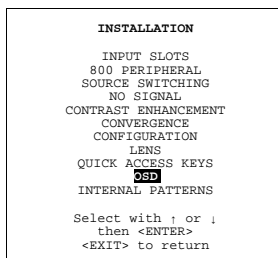 INSTALLATION
INPUT SLOTS
800 PERIPHERAL
SOURCE SWITCHING
NO SIGNAL
CONTRAST ENHANCEMENT
CONVERGENCE
CONFIGURATION
LENS
QUICK ACCESS KEYS
OSD
INTERNAL PATTERNS
Select with ↑ or ↓
then <ENTER>
<EXIT> to return